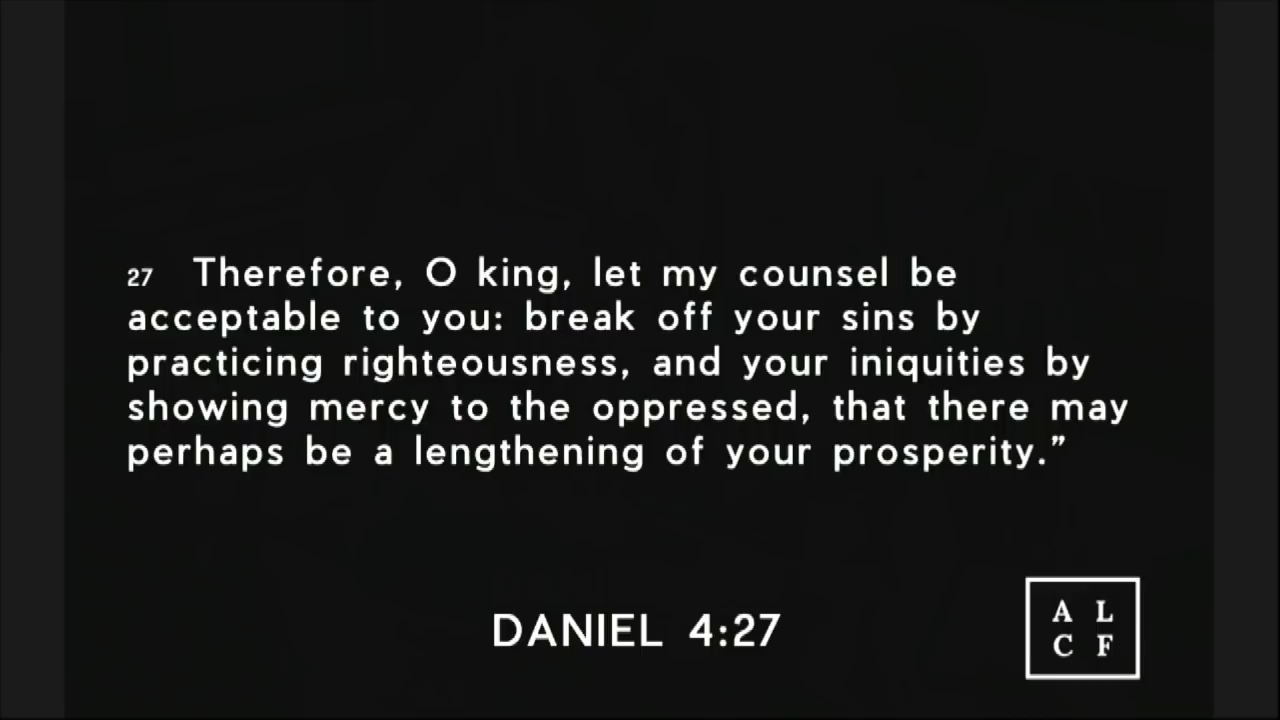 27 Therefore, O king, let my counsel be
acceptable to you: break off your sins by
practicing righteousness, and your iniquities by
showing mercy to the oppressed, that there may
perhaps be a lengthening of your prosperity.”
DANIEL 4:27
A L
C F